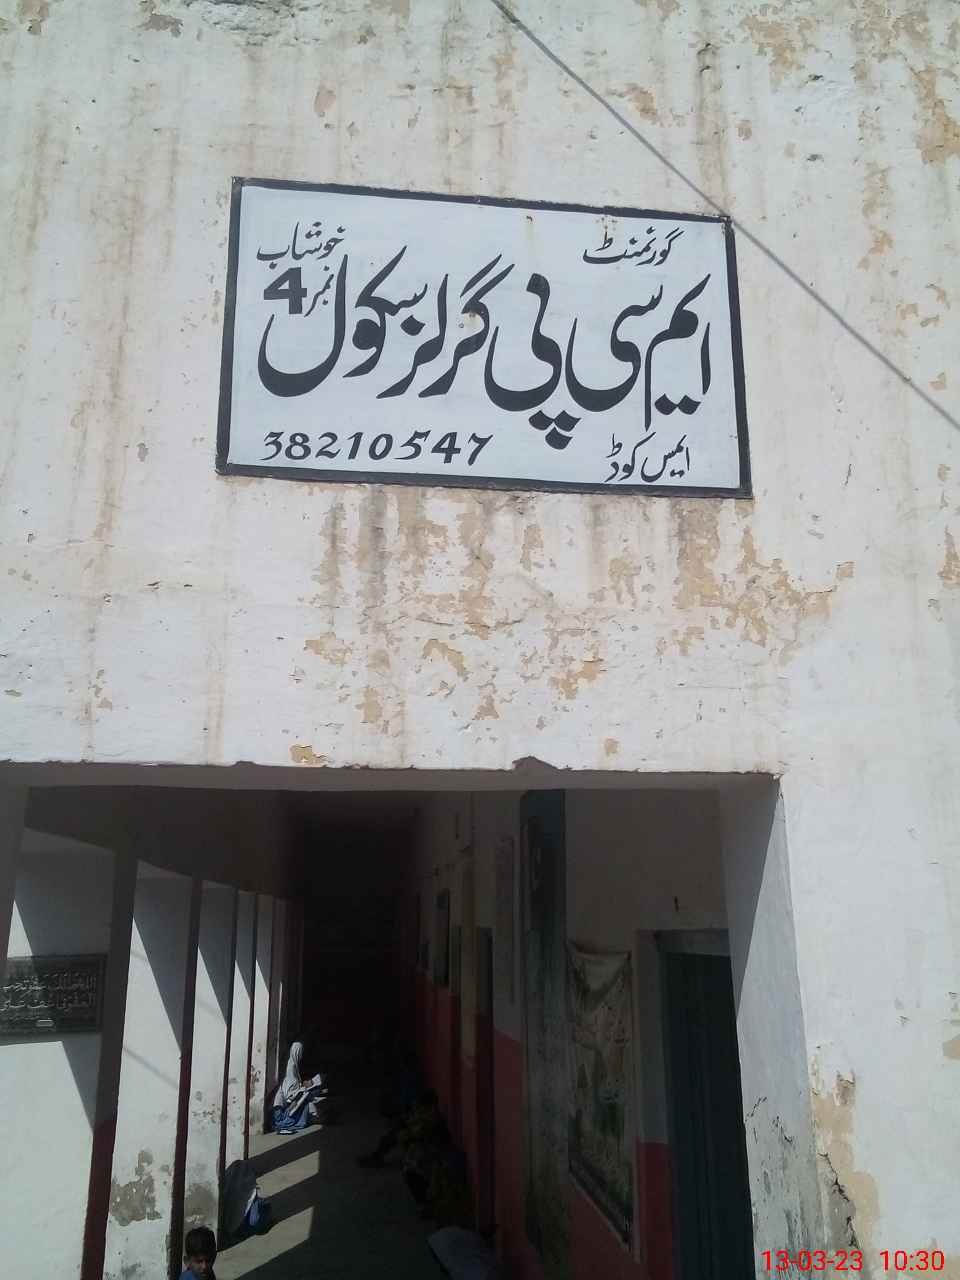 گورنمنٹ
ایم سی پی گرلز سکول نمبر 4 خوشاب
ایمس کوڈ 38210547
13-03-23 10:30